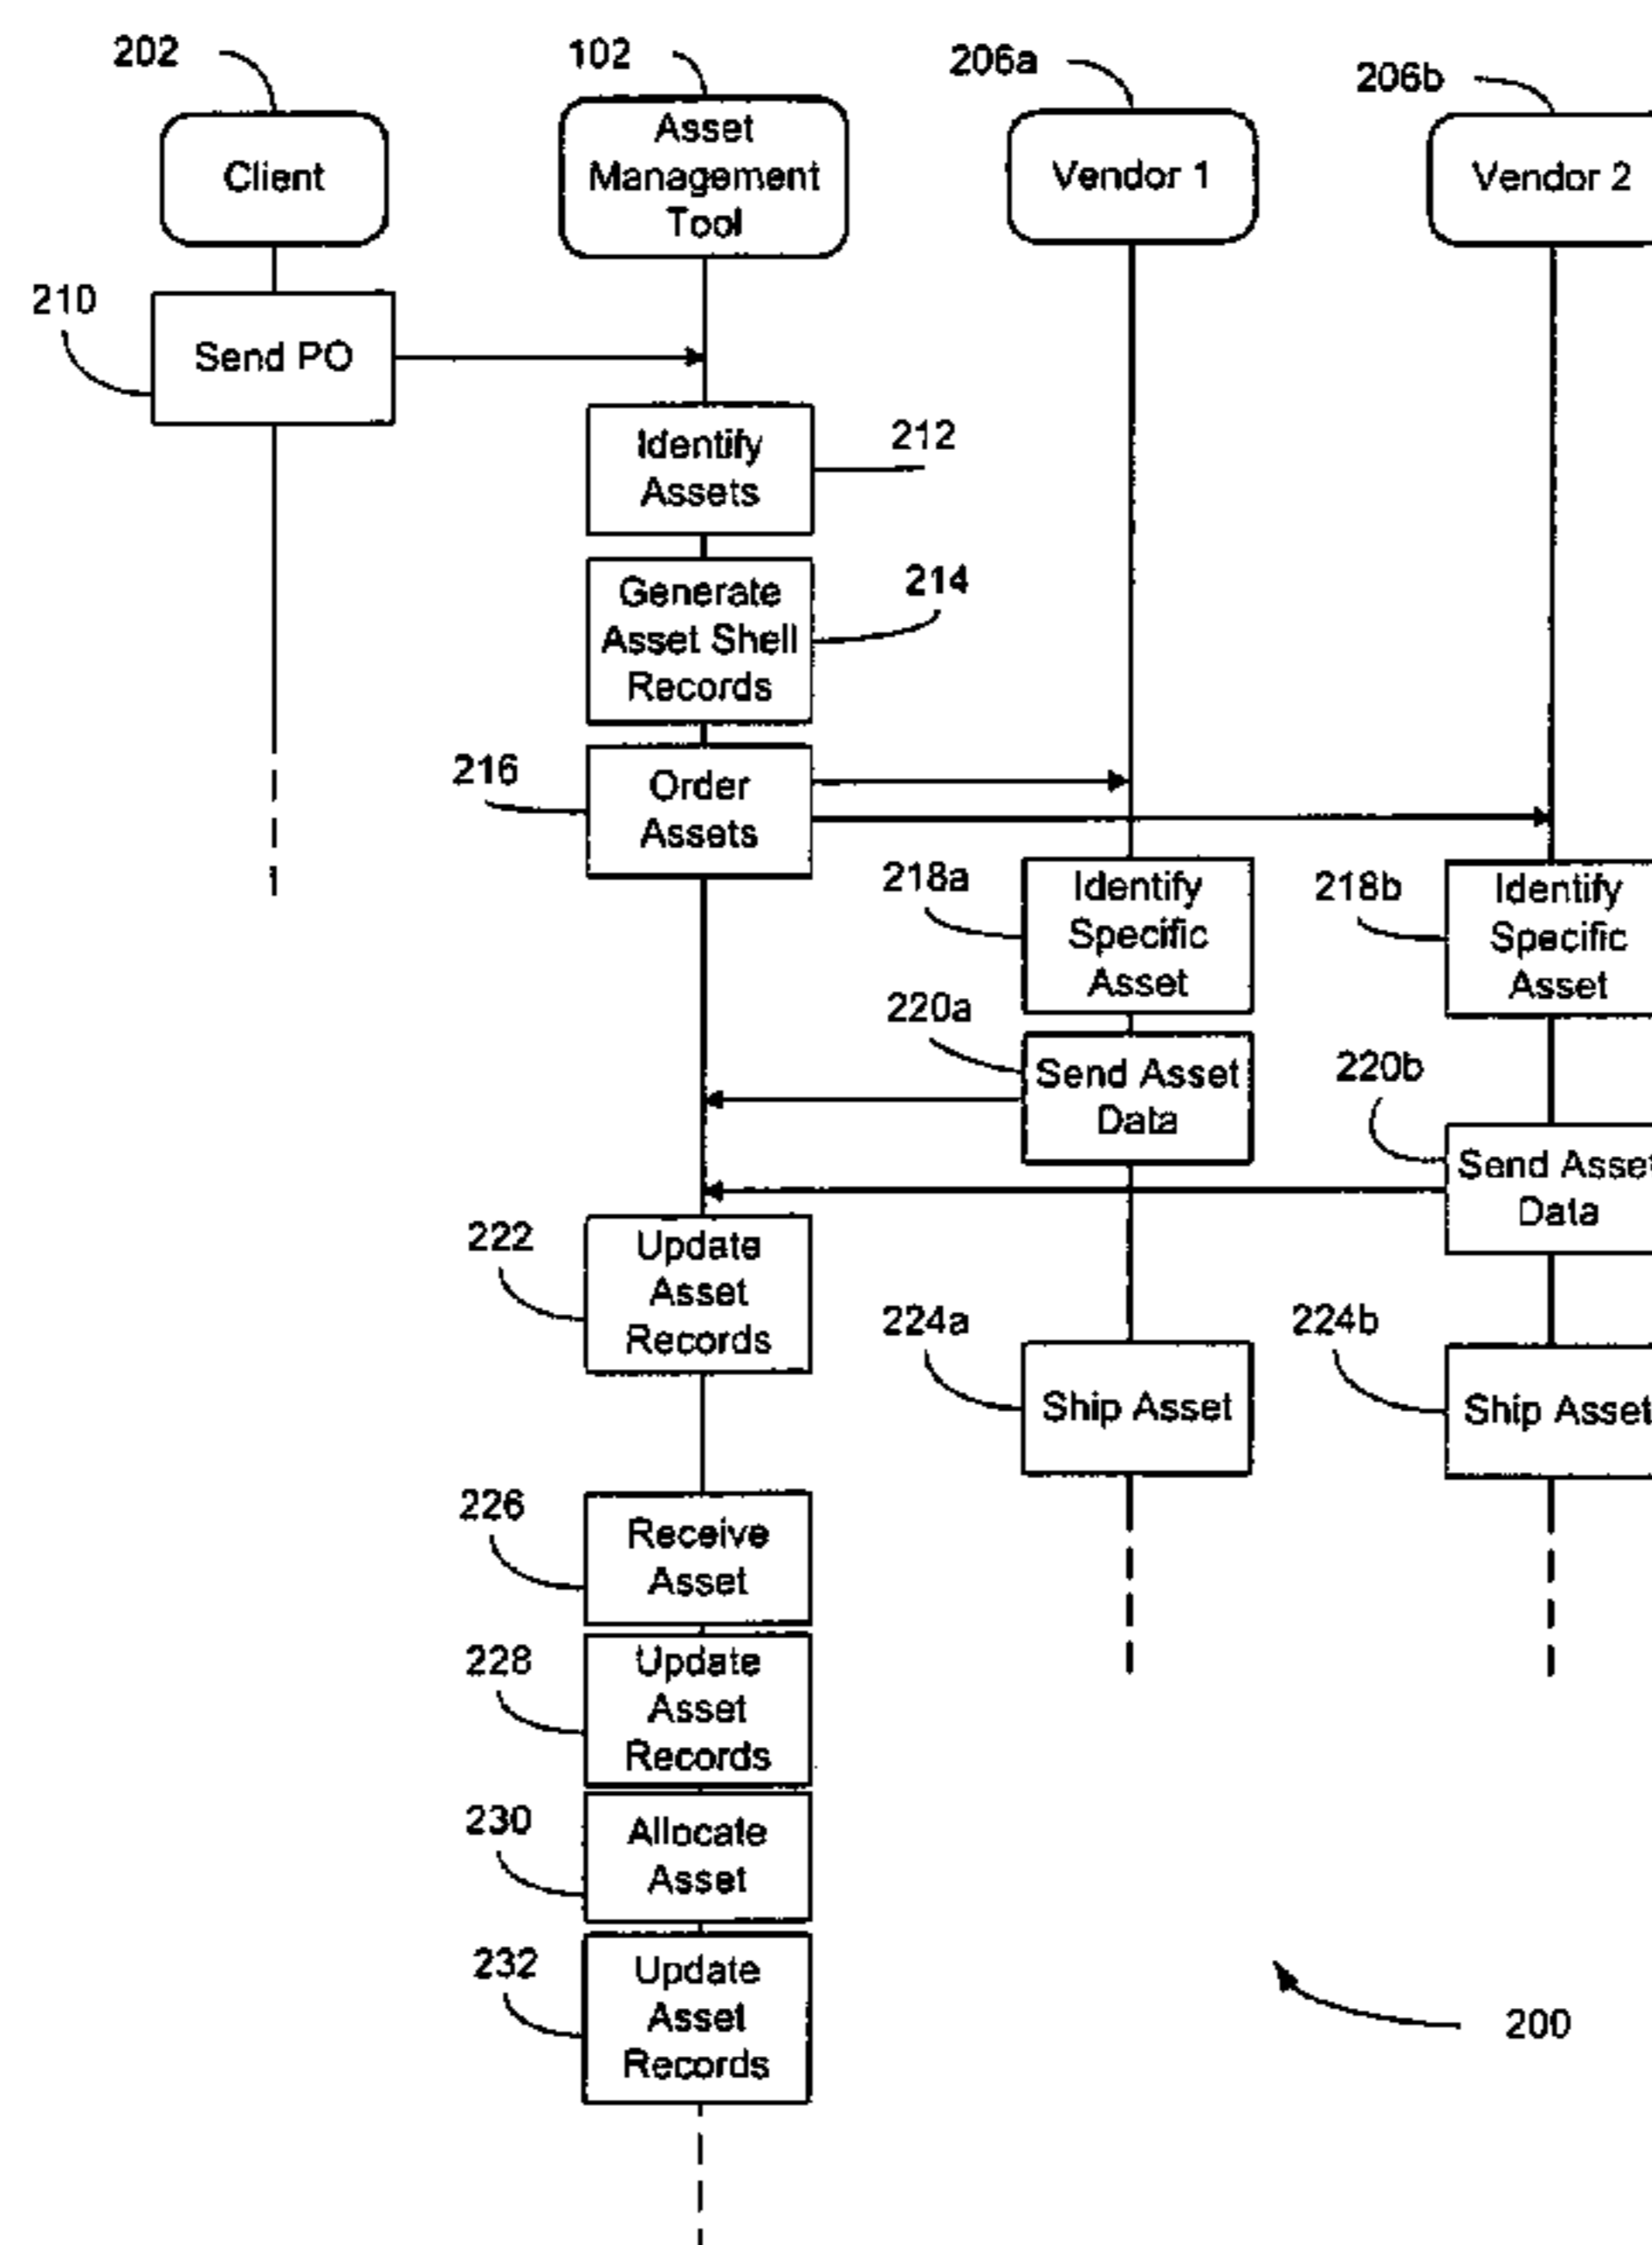 202
102
206a
206b
Client
Asset
Management
Tool
Vendor 1
Vendor 2
210
Send PO
Identify
Assets
212
Generate
Asset Shell
Records
214
216
Order
Assets
218a
Identify
Specific
Asset
218b
Identify
Specific
Asset
220a
Send Asset
Data
220b
Send Asset
Data
222
Update
Asset
Records
224a
Ship Asset
224b
Ship Asset
226
Receive
Asset
228
Update
Asset
Records
230
Allocate
Asset
232
Update
Asset
Records
200